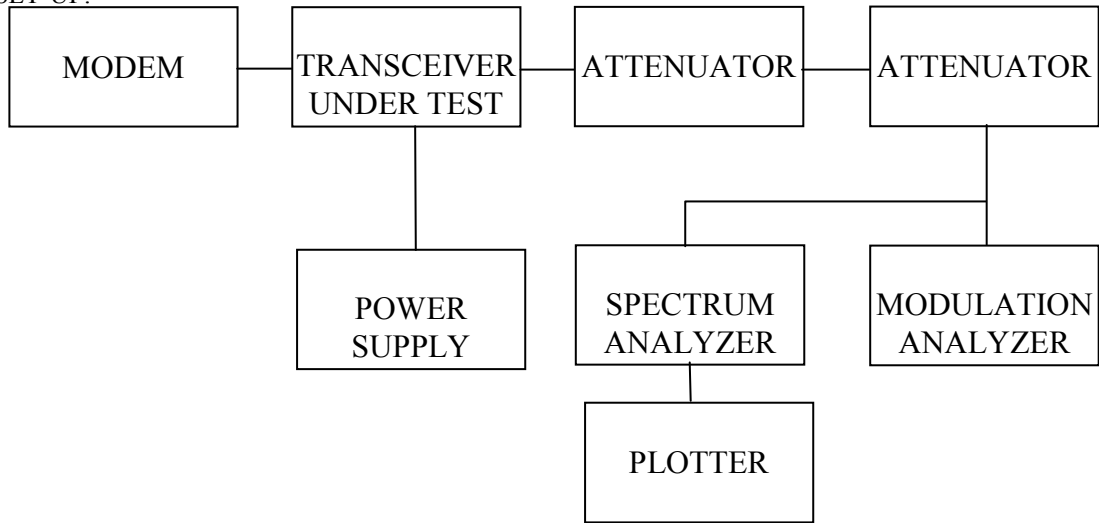 MODEM
TRANSCEIVER
UNDER TEST
ATTENUATOR
ATTENUATOR
POWER
SUPPLY
SPECTRUM
ANALYZER
MODULATION
ANALYZER
PLOTTER